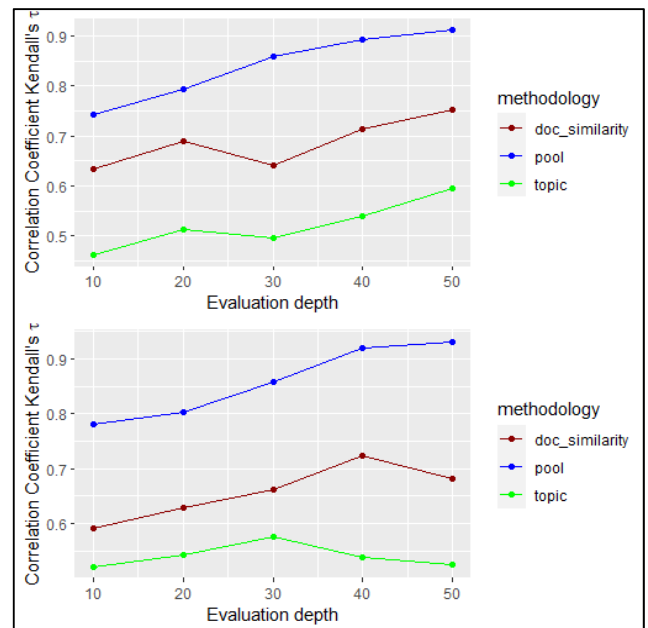 Correlation Coefficient Kendall's τ
0.9
0.8
0.7
0.6
0.5
10 20 30 40 50
Evaluation depth
methodology
doc_similarity
pool
topic
Correlation Coefficient Kendall's τ
0.9
0.8
0.7
0.6
10 20 30 40 50
Evaluation depth
methodology
doc_similarity
pool
topic